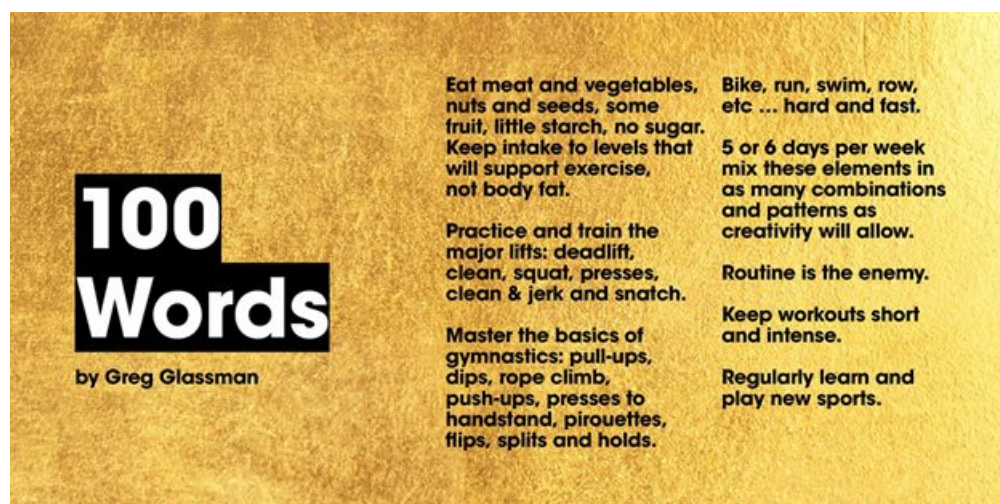 100
Words
by Greg Glassman
Eat meat and vegetables,
nuts and seeds, some
fruit, little starch, no sugar.
Keep intake to levels that
will support exercise,
not body fat.
Practice and train the
major lifts: deadlift,
clean, squat, presses,
clean & jerk and snatch.
Master the basics of
gymnastics: pull-ups,
dips, rope climb,
push-ups, presses to
handstand, pirouettes,
flips, splits and holds.
Bike, run, swim, row,
etc ... hard and fast.
5 or 6 days per week
mix these elements in
as many combinations
and patterns as
creativity will allow.
Routine is the enemy.
Keep workouts short
and intense.
Regularly learn and
play new sports.